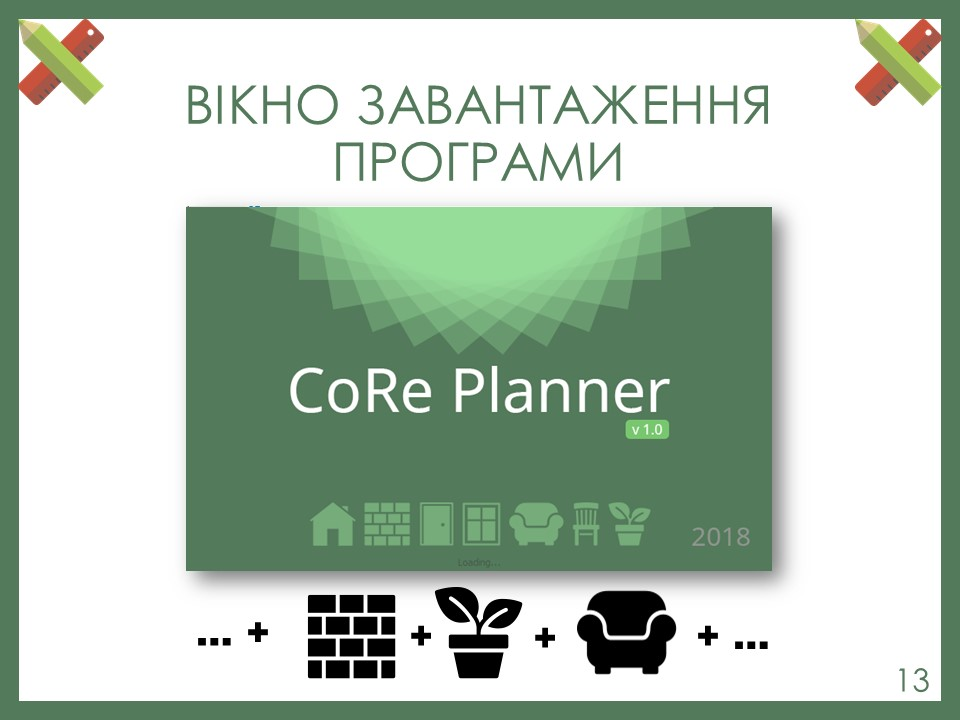 ВІКНО ЗАВАНТАЖЕННЯ
ПРОГРАМИ
CoRe Planner
v 1.0
2018
Loading...
... + + + + ...
13